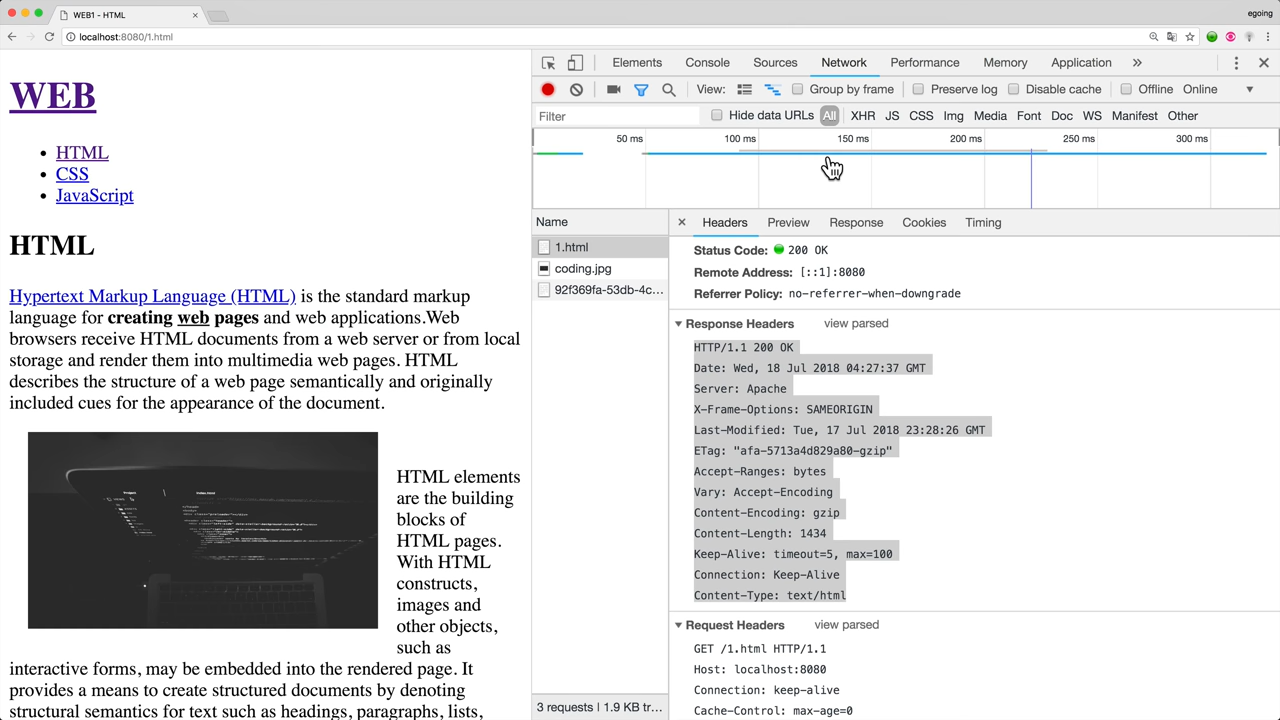 WEB1 - HTML
egoing
localhost:8080/1.html
WEB
HTML
CSS
JavaScript
HTML
Hypertext Markup Language (HTML) is the standard markup
language for creating web pages and web applications.Web
browsers receive HTML documents from a web server or from local
storage and render them into multimedia web pages. HTML
describes the structure of a web page semantically and originally
included cues for the appearance of the document.
HTML elements
are the building
blocks of
HTML pages.
With HTML
constructs,
images and
other objects,
such as
interactive forms, may be embedded into the rendered page. It
provides a means to create structured documents by denoting
structural semantics for text such as headings, paragraphs, lists,
Elements Console Sources Network Performance Memory Application
View: Group by frame Preserve log Disable cache Offline Online
Filter Hide data URLs All XHR JS CSS Img Media Font Doc WS Manifest Other
50 ms 100 ms 150 ms 200 ms 250 ms 300 ms
Name
1.html
coding.jpg
92f369fa-53db-4c...
3 requests | 1.9 KB tr...
Headers Preview Response Cookies Timing
Status Code: 200 OK
Remote Address: [::1]:8080
Referrer Policy: no-referrer-when-downgrade
Response Headers view parsed
HTTP/1.1 200 OK
Date: Wed, 18 Jul 2018 04:27:37 GMT
Server: Apache
X-Frame-Options: SAMEORIGIN
Last-Modified: Tue, 17 Jul 2018 23:28:26 GMT
ETag: "afa-5713a4d829a80-gzip"
Accept-Ranges: bytes
Vary: Accept-Encoding
Content-Encoding: gzip
Content-Length: 1434
Keep-Alive: timeout=5, max=100
Connection: Keep-Alive
Content-Type: text/html
Request Headers view parsed
GET /1.html HTTP/1.1
Host: localhost:8080
Connection: keep-alive
Cache-Control: max-age=0